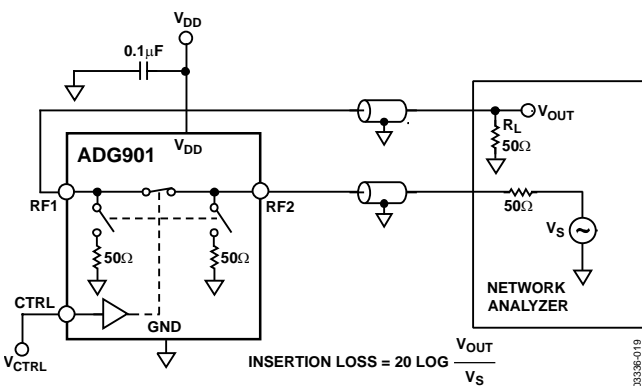 VDD
0.1µF
VDD
ADG901
RF1
RF2
50Ω
50Ω
CTRL
GND
VCTRL
VOUT
RL
50Ω
50Ω
VS
~
NETWORK
ANALYZER
INSERTION LOSS = 20 LOG VOUT
VS
03336-019